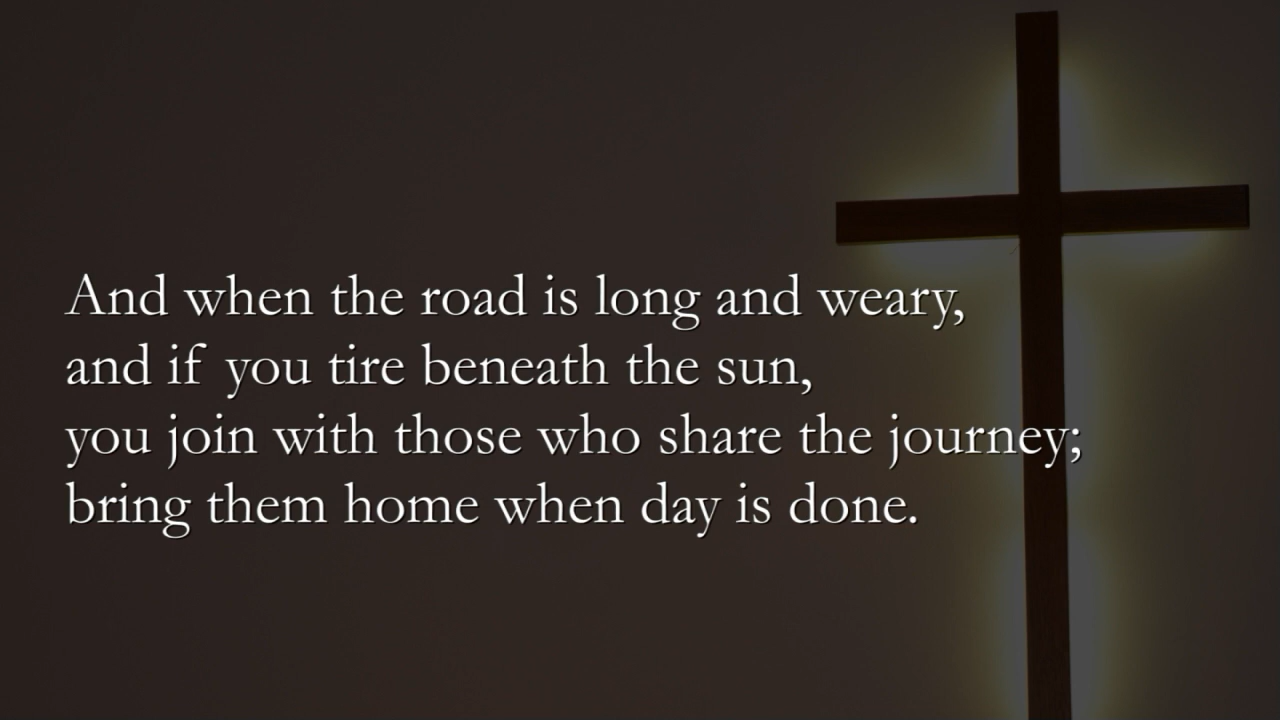 And when the road is long and weary,
and if you tire beneath the sun,
you join with those who share the journey;
bring them home when day is done.